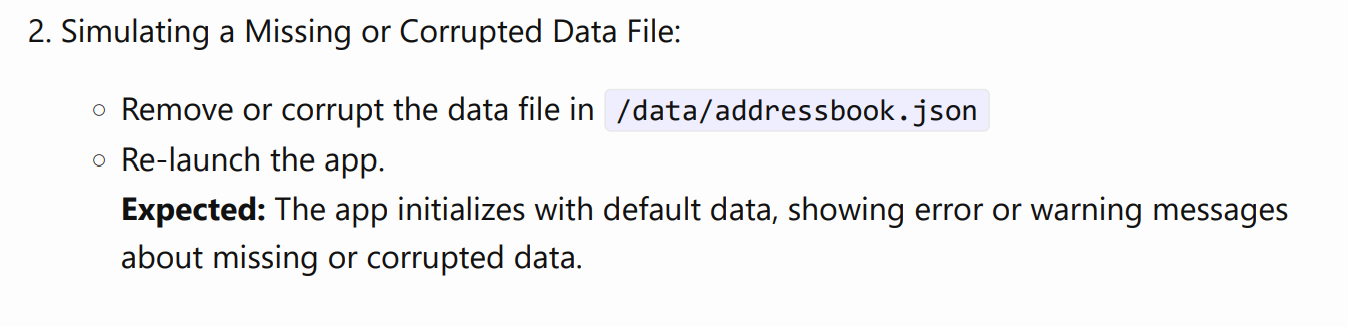 2. Simulating a Missing or Corrupted Data File:
Remove or corrupt the data file in /data/addressbook.json
Re-launch the app.
Expected: The app initializes with default data, showing error or warning messages
about missing or corrupted data.